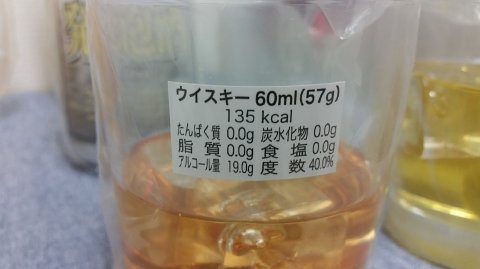 ウイスキー 60ml(57g)
135 kcal
たんぱく質 0.0g 炭水化物 0.0g
脂質 0.0g 食塩 0.0g
アルコール量 19.0g 度数 40.0%